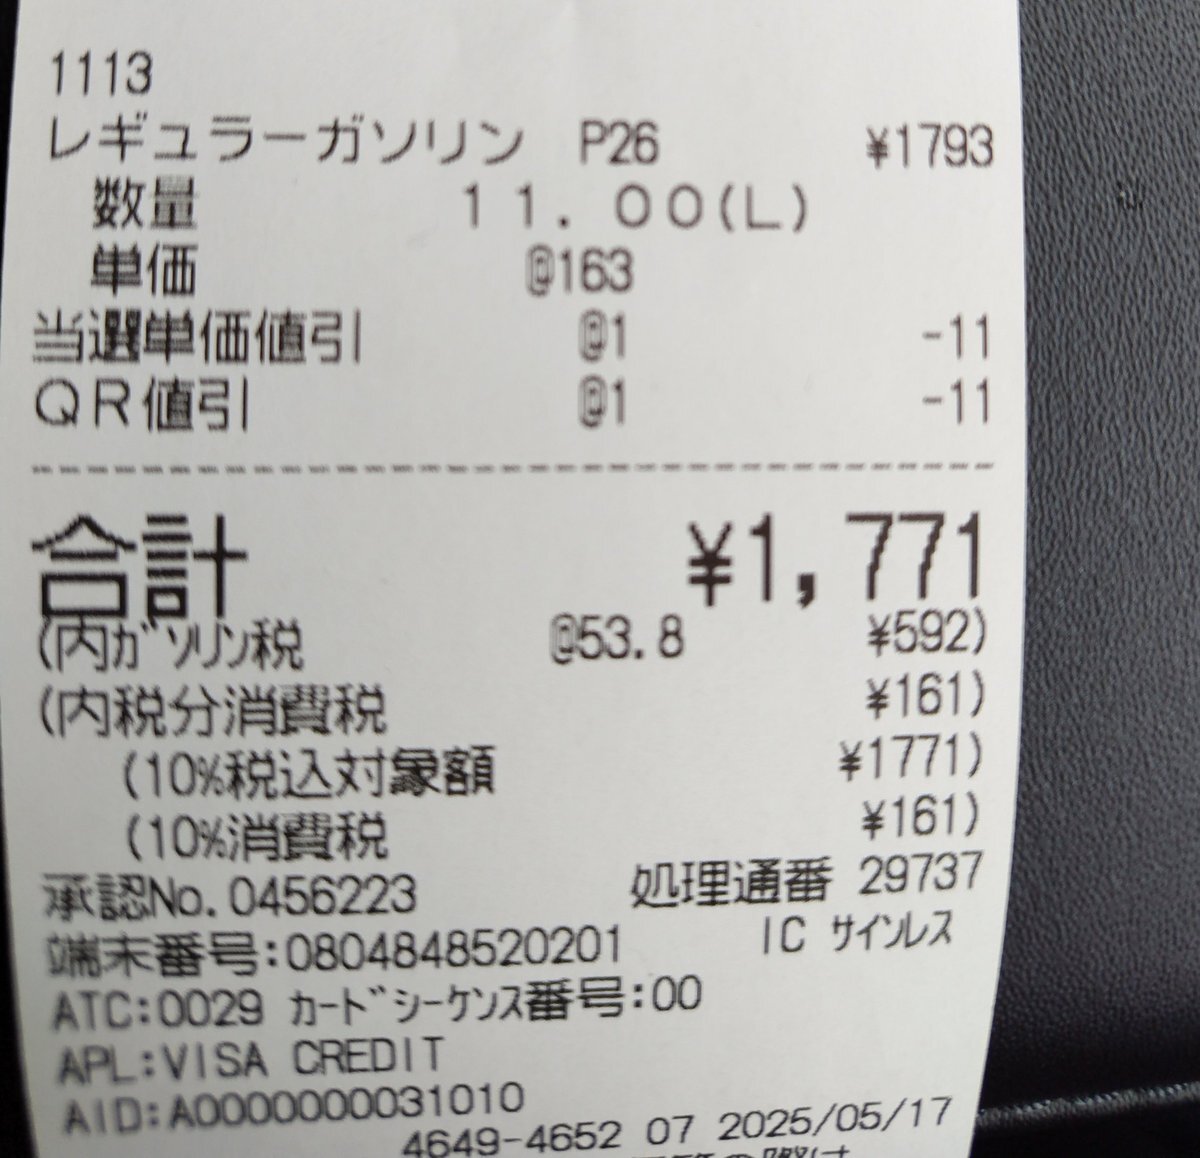 1113
レギュラーガソリン P26 ¥1793
数量 11.00(L)
単価 @163
当選単価値引 @1 -11
QR値引 @1 -11
合計 ¥1,771
(内ガソリン税 @53.8 ¥592)
(内税分消費税 ¥161)
(10%税込対象額 ¥1771)
(10%消費税 ¥161)
承認No.0456223 処理通番 29737
端末番号:0804848520201 IC サインレス
ATC:0029 カードシーケンス番号:00
APL:VISA CREDIT
AID:A0000000031010
4649-4652 07 2025/05/17